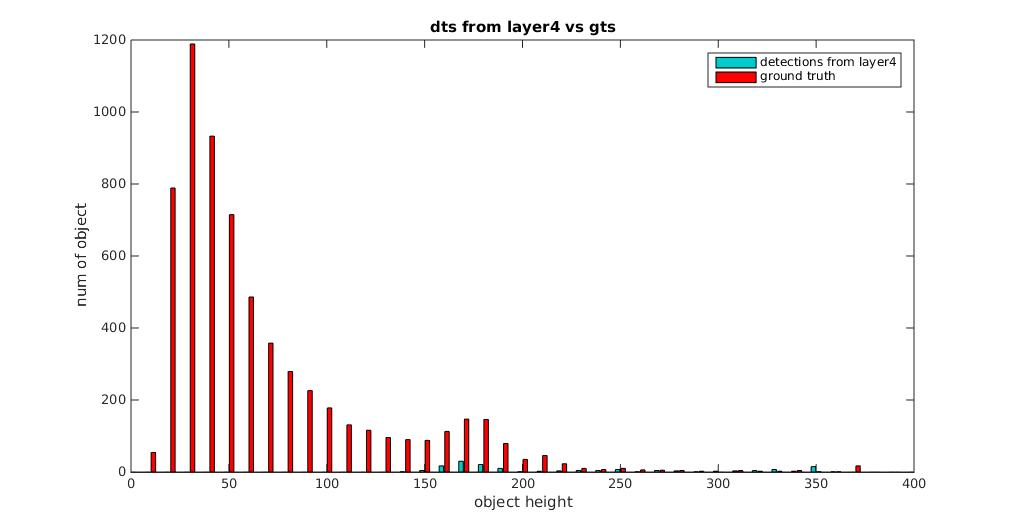 dts from layer4 vs gts
detections from layer4
ground truth
1200
1000
800
600
400
200
0
num of object
0 50 100 150 200 250 300 350 400
object height